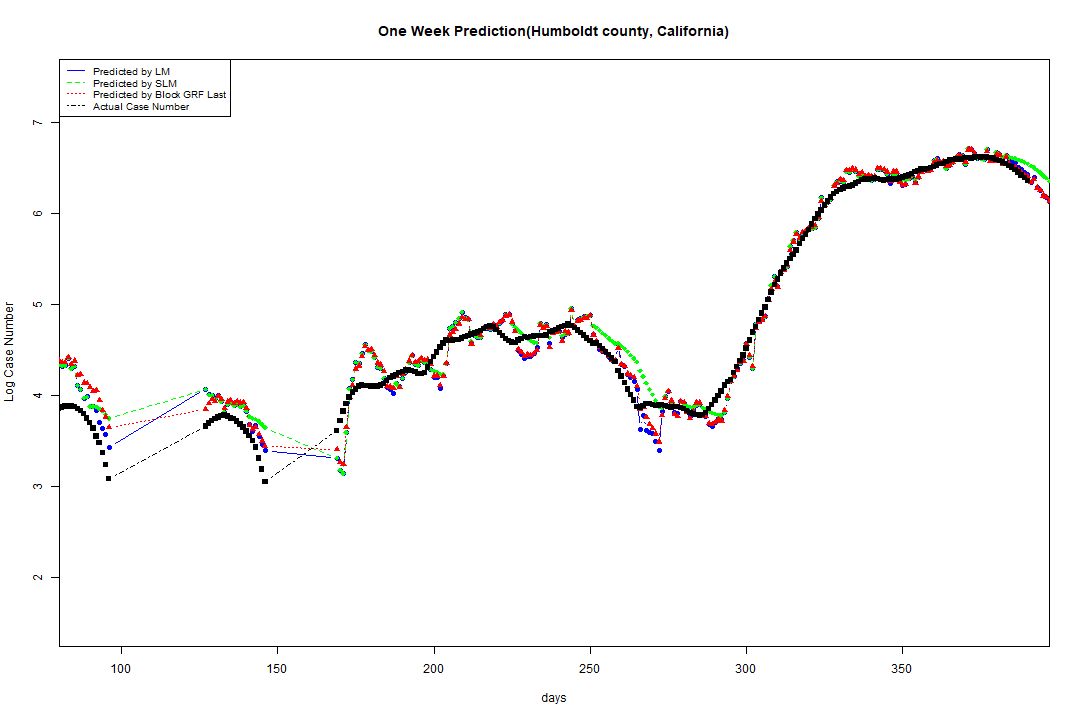 One Week Prediction(Humboldt county, California)
Predicted by LM
Predicted by SLM
Predicted by Block GRF Last
Actual Case Number
7
6
5
4
3
2
Log Case Number
100 150 200 250 300 350
days